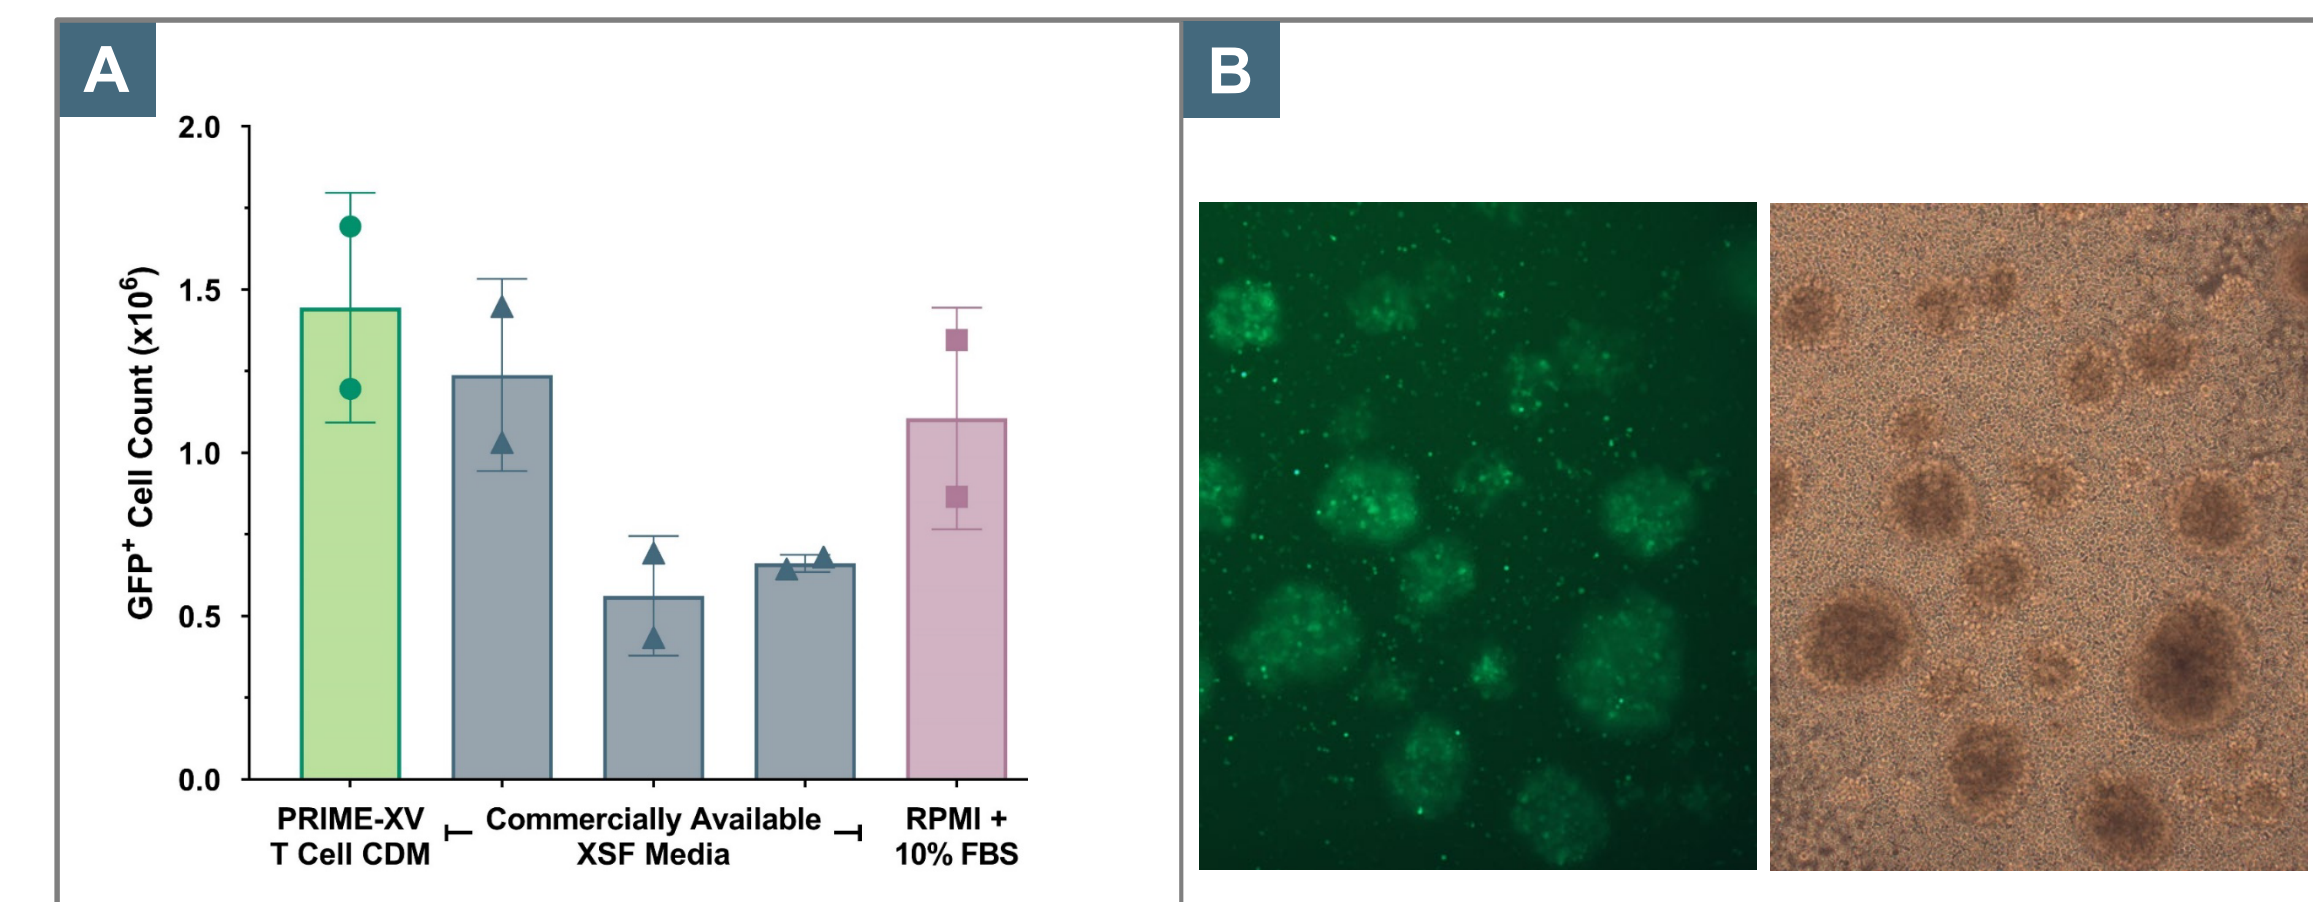 A
B
2.0
1.5
1.0
0.5
0.0
GFP⁺ Cell Count (x10⁶)
PRIME-XV
T Cell CDM
Commercially Available
XSF Media
RPMI +
10% FBS